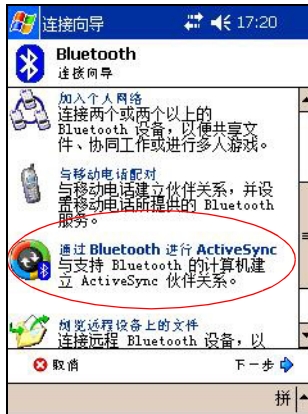 连接向导 17:20
Bluetooth
连接向导
加入个人网络
连接两个或两个以上的
Bluetooth 设备，以便共享文
件、协同工作或进行多人游戏。
与移动电话配对
与移动电话建立伙伴关系，并设
置移动电话所提供的 Bluetooth
服务。
通过 Bluetooth 进行 ActiveSync
与支持 Bluetooth 的计算机建
立 ActiveSync 伙伴关系。
浏览远程设备上的文件
连接远程 Bluetooth 设备，以
取消 下一步
拼